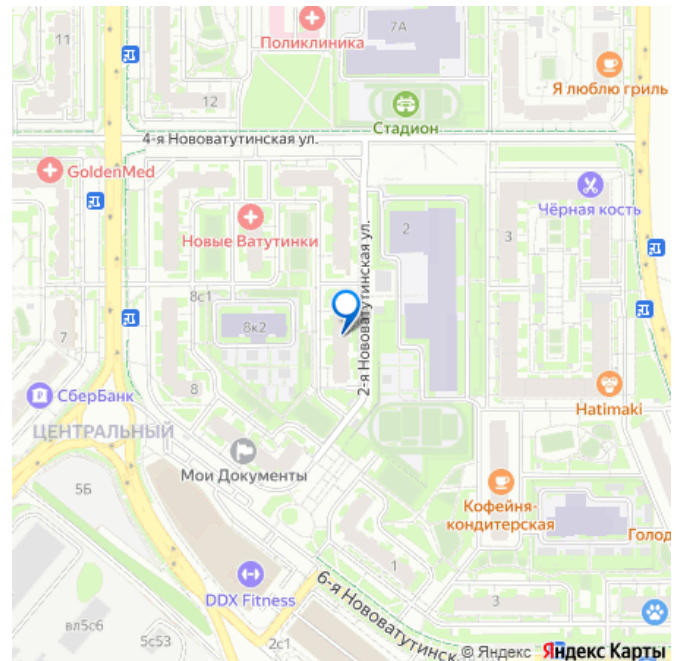 11
Поликлиника
7А
12
Я люблю гриль
Стадион
4-я Нововатутинская ул.
GoldenMed
Чёрная кость
Новые Ватутинки
2
3
2-я Нововатутинская ул.
8с1
8к2
7
8
СберБанк
Hatimaki
ЦЕНТРАЛЬНЫЙ
Мои Документы
5Б
Кофейня-
кондитерская
Голод
1
DDX Fitness
6-я Нововатутинск
3
вл5с6
5с53
2с1
© Яндекс Яндекс Карты